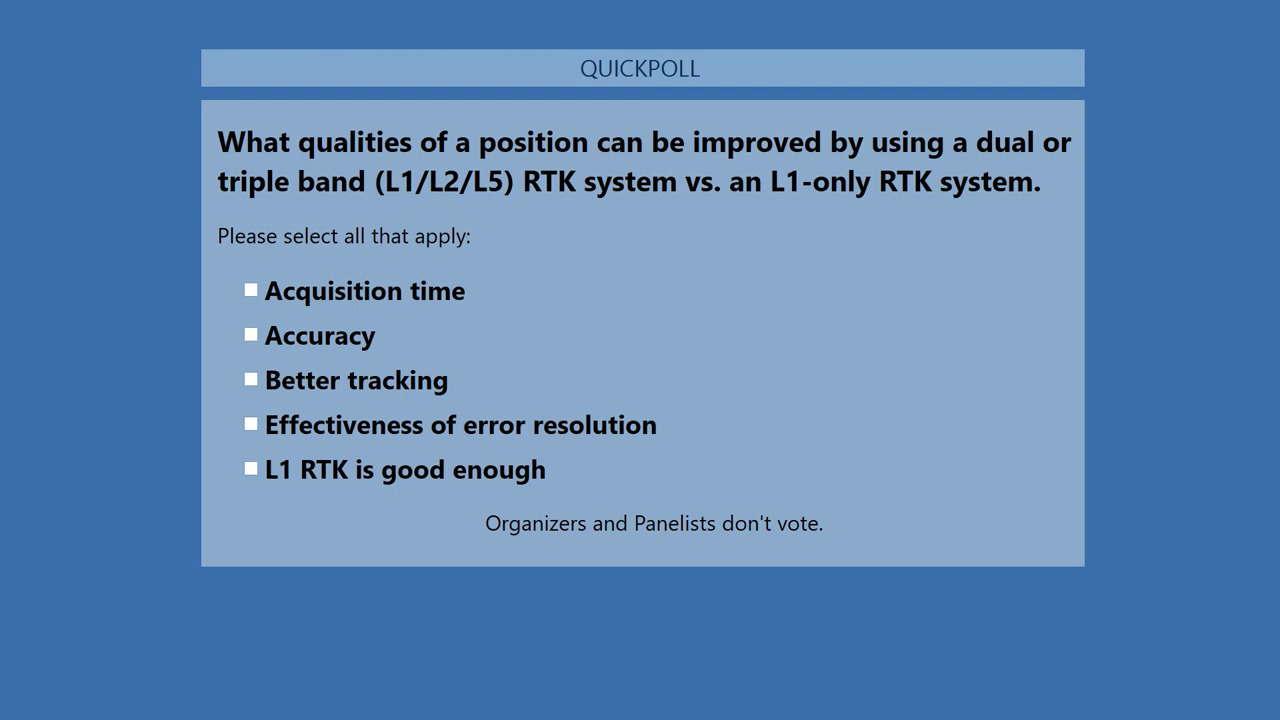 QUICKPOLL
What qualities of a position can be improved by using a dual or
triple band (L1/L2/L5) RTK system vs. an L1-only RTK system.
Please select all that apply:
Acquisition time
Accuracy
Better tracking
Effectiveness of error resolution
L1 RTK is good enough
Organizers and Panelists don't vote.